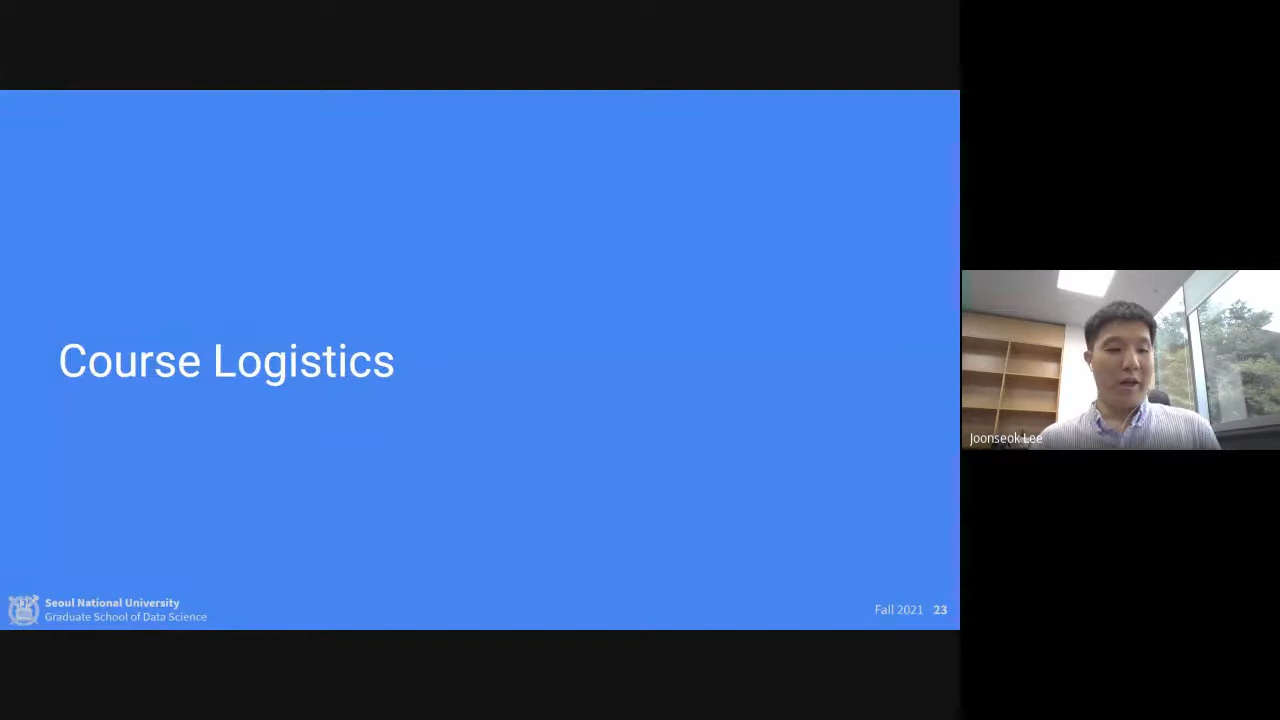 Course Logistics
Joonseok Lee
Seoul National University
Graduate School of Data Science
Fall 2021 23